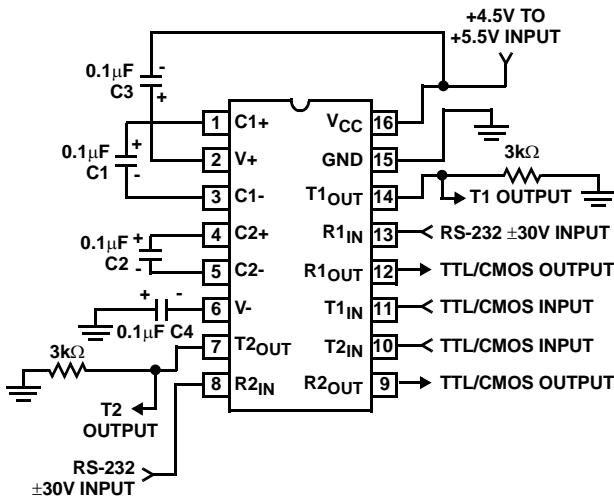 +4.5V TO
+5.5V INPUT
0.1µF
C3
-
+
1 C1+
VCC 16
0.1µF
C1
+
-
2 V+
GND 15
3kΩ
3 C1-
T1OUT 14
T1 OUTPUT
4 C2+
R1IN 13
RS-232 ±30V INPUT
0.1µF
C2
+
-
5 C2-
R1OUT 12
TTL/CMOS OUTPUT
+ -
0.1µF C4
6 V-
T1IN 11
TTL/CMOS INPUT
3kΩ
7 T2OUT
T2IN 10
TTL/CMOS INPUT
8 R2IN
R2OUT 9
TTL/CMOS OUTPUT
T2
OUTPUT
RS-232
±30V INPUT